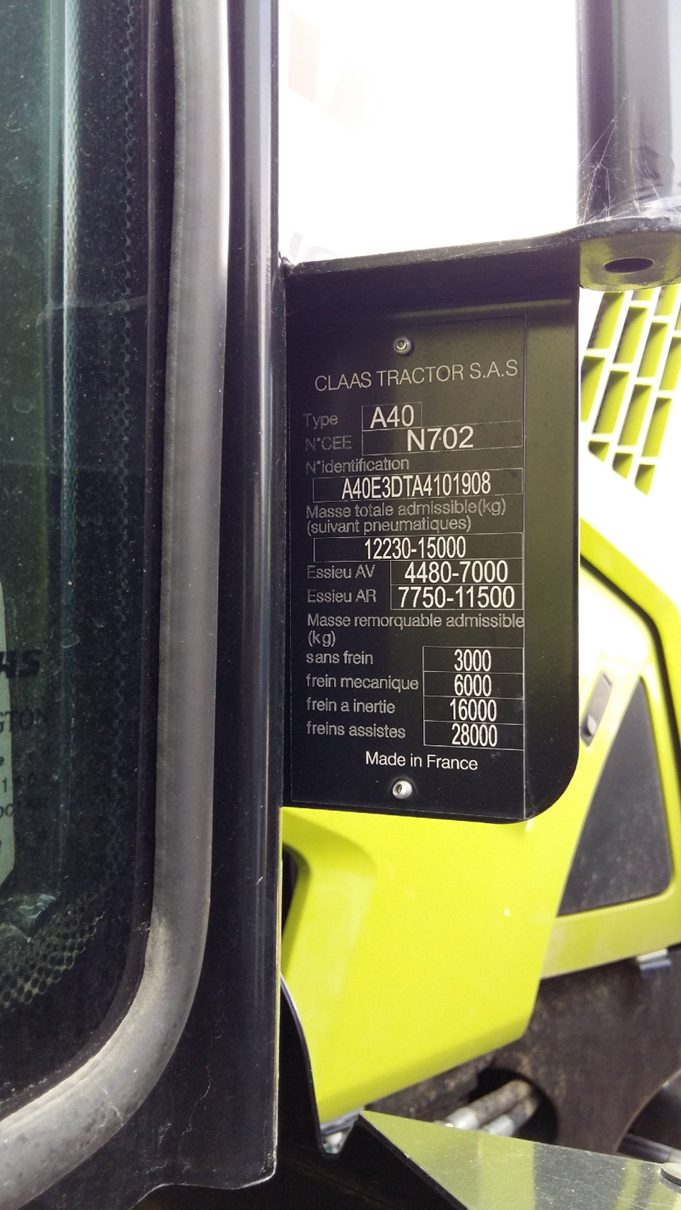 CLAAS TRACTOR S.A.S
Type A40
N°CEE N702
N°identification
A40E3DTA4101908
Masse totale admissible(kg)
(suivant pneumatiques)
12230-15000
Essieu AV 4480-7000
Essieu AR 7750-11500
Masse remorquable admissible
(kg)
sans frein 3000
frein mecanique 6000
frein a inertie 16000
freins assistes 28000
Made in France